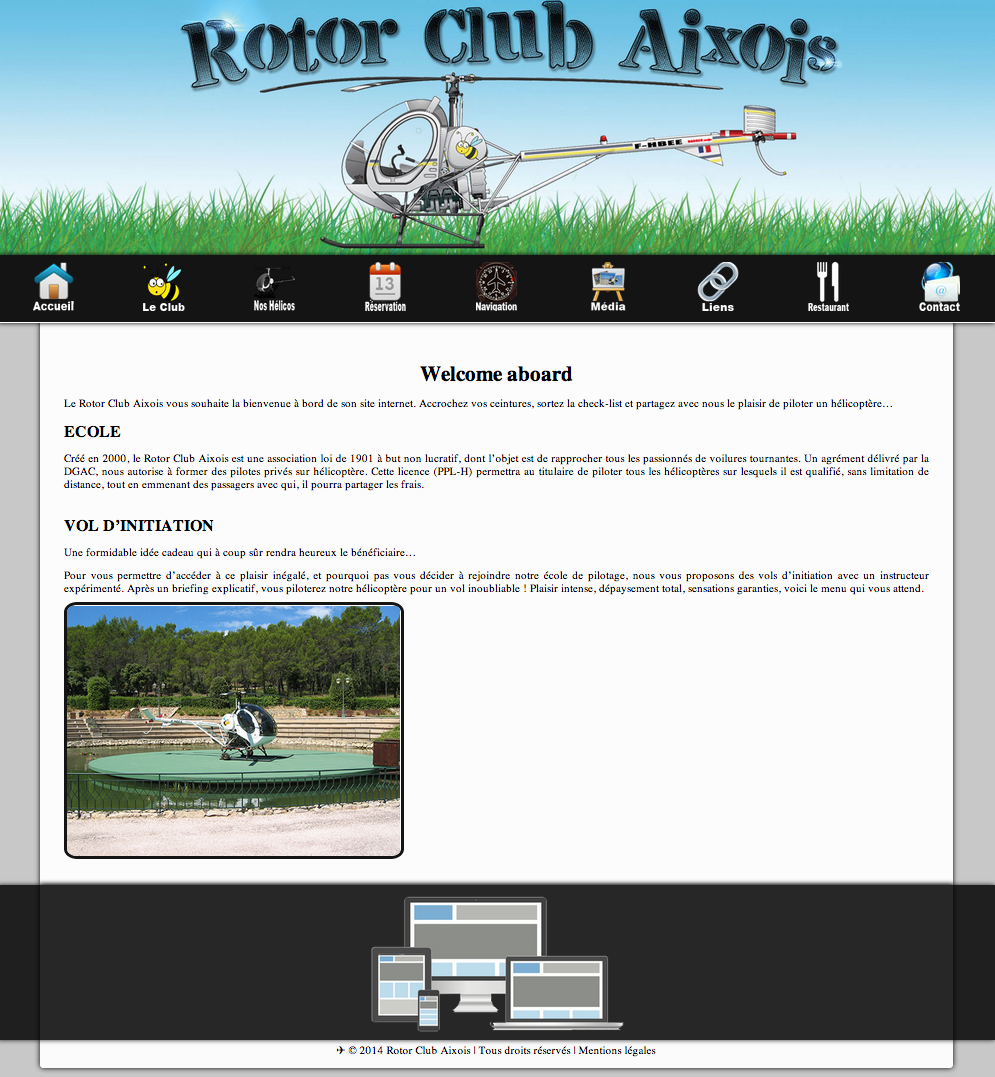 Rotor Club Aixois
F-HBEE
Accueil
Le Club
Nos Hélicos
13
Réservation
Navigation
Média
Liens
Restaurant
@
Contact
Welcome aboard
Le Rotor Club Aixois vous souhaite la bienvenue à bord de son site internet. Accrochez vos ceintures, sortez la check-list et partagez avec nous le plaisir de piloter un hélicoptère…
ECOLE
Créé en 2000, le Rotor Club Aixois est une association loi de 1901 à but non lucratif, dont l’objet est de rapprocher tous les passionnés de voilures tournantes. Un agrément délivré par la
DGAC, nous autorise à former des pilotes privés sur hélicoptère. Cette licence (PPL-H) permettra au titulaire de piloter tous les hélicoptères sur lesquels il est qualifié, sans limitation de
distance, tout en emmenant des passagers avec qui, il pourra partager les frais.
VOL D’INITIATION
Une formidable idée cadeau qui à coup sûr rendra heureux le bénéficiaire…
Pour vous permettre d’accéder à ce plaisir inégalé, et pourquoi pas vous décider à rejoindre notre école de pilotage, nous vous proposons des vols d’initiation avec un instructeur
expérimenté. Après un briefing explicatif, vous piloterez notre hélicoptère pour un vol inoubliable ! Plaisir intense, dépaysement total, sensations garanties, voici le menu qui vous attend.
✈ © 2014 Rotor Club Aixois | Tous droits réservés | Mentions légales